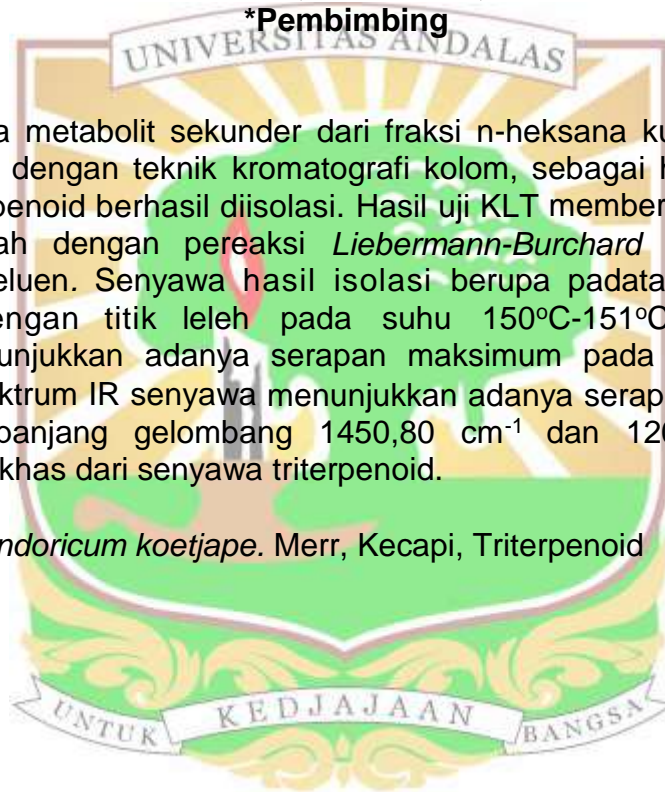 *Pembimbing
UNIVERSITAS ANDALAS
a metabolit sekunder dari fraksi n-heksana ku
dengan teknik kromatografi kolom, sebagai h
penoid berhasil diisolasi. Hasil uji KLT member
ah dengan pereaksi Liebermann-Burchard
eluen. Senyawa hasil isolasi berupa padata
engan titik leleh pada suhu 150ºC-151ºC
unjukkan adanya serapan maksimum pada
ktrum IR senyawa menunjukkan adanya serap
panjang gelombang 1450,80 cm⁻¹ dan 120
khas dari senyawa triterpenoid.
ndoricum koetjape. Merr, Kecapi, Triterpenoid
UNTUK KEDJAJAAN BANGSA